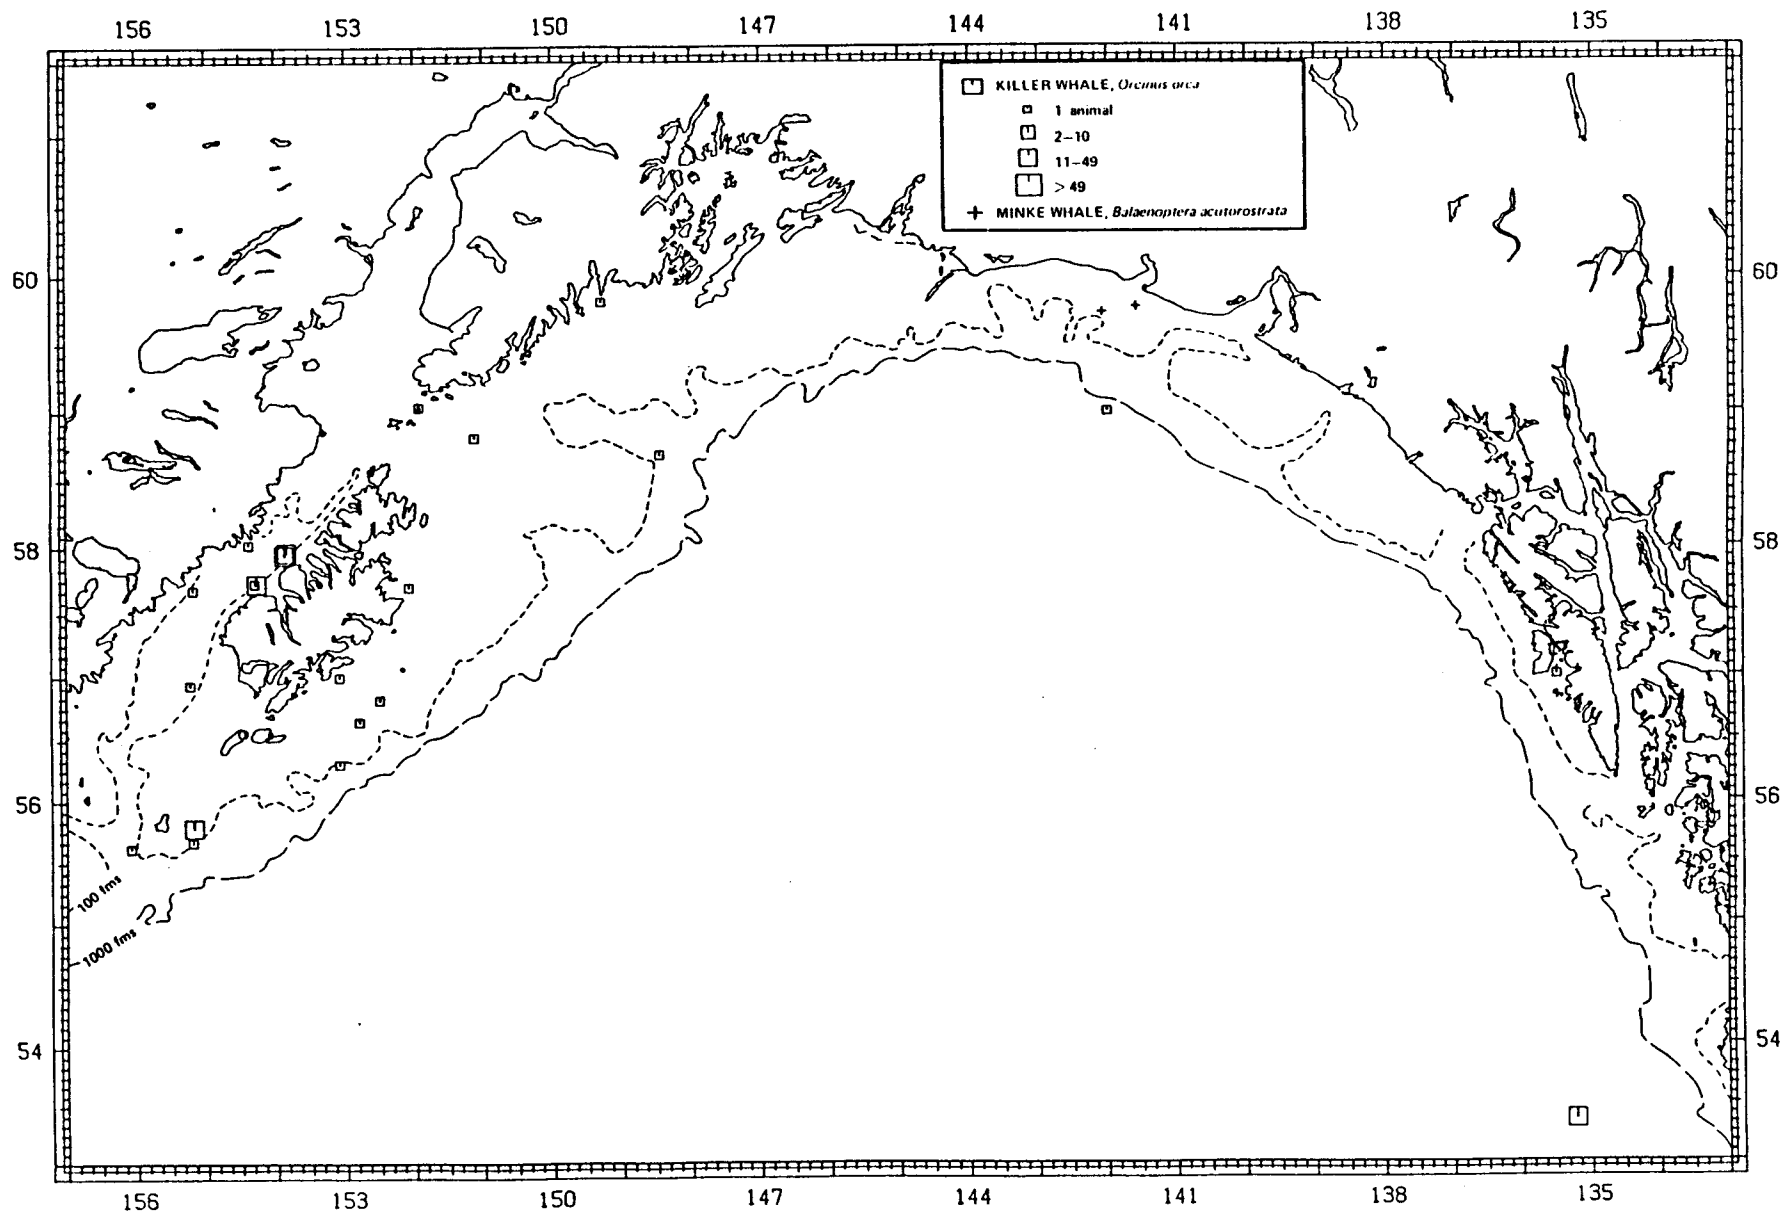 156 153 150 147 144 141 138 135
KILLER WHALE, Orcinus orca
1 animal
2–10
11–49
> 49
+ MINKE WHALE, Balaenoptera acutorostrata
60 60
58 58
56 56
100 fms
1000 fms
54 54
156 153 150 147 144 141 138 135